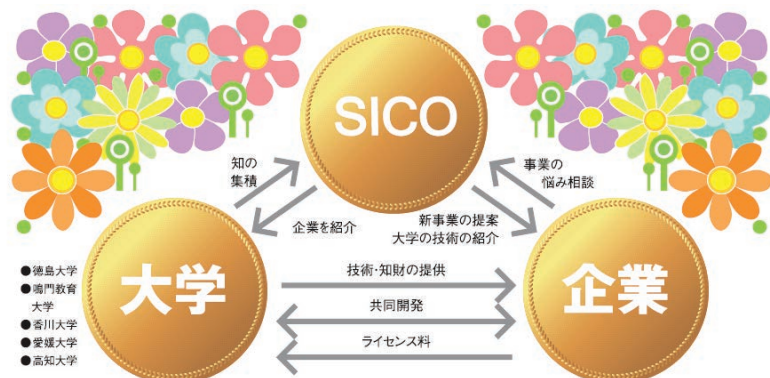 SICO
知の
集積
事業の
悩み相談
企業を紹介
新事業の提案
大学の技術の紹介
大学
企業
●徳島大学
●鳴門教育
大学
●香川大学
●愛媛大学
●高知大学
技術・知財の提供
共同開発
ライセンス料